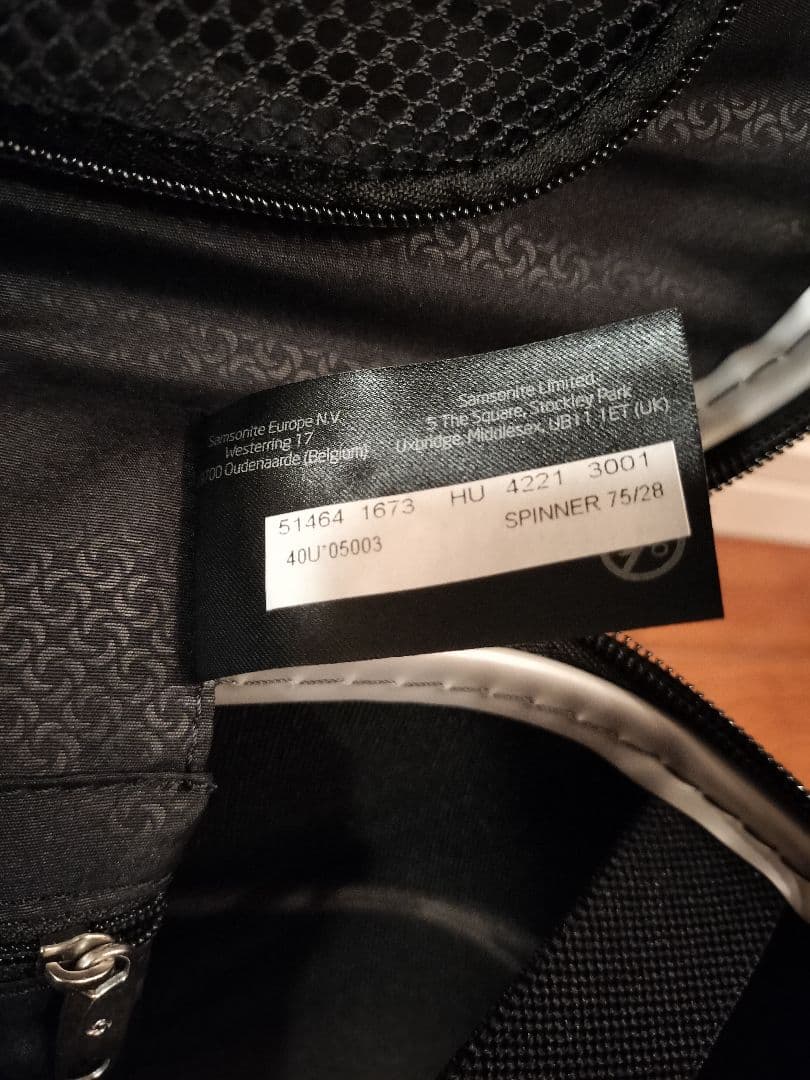 Samsonite Europe N.V.
Westerring 17
9700 Oudenaarde (Belgium)
Samsonite Limited.
5 The Square, Stockley Park
Uxbridge, Middlesex, UB11 1ET (UK)
51464 1673 HU 4221 3001
40U*05003 SPINNER 75/28